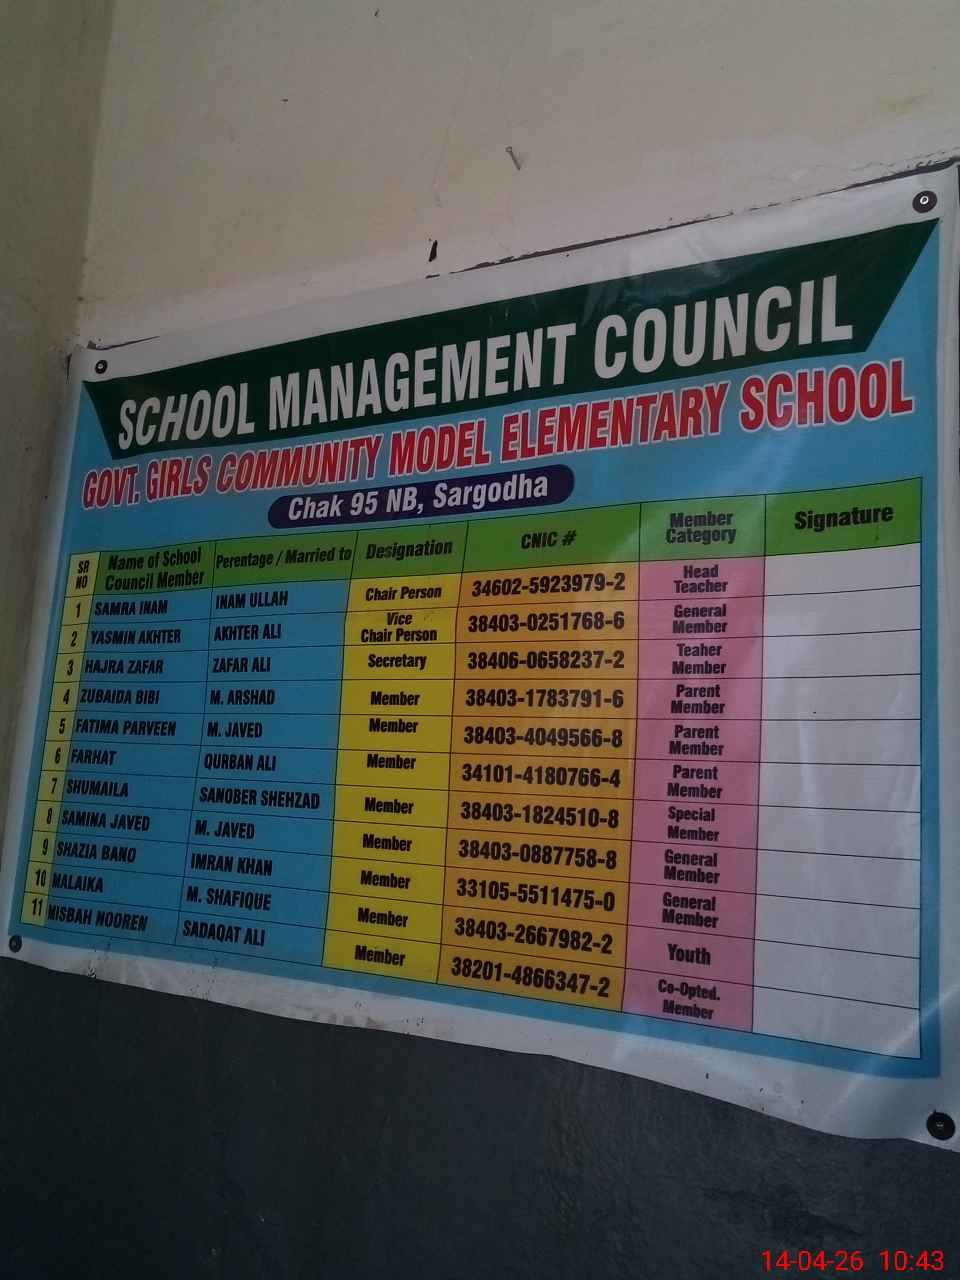 SCHOOL MANAGEMENT COUNCIL
GOVT. GIRLS COMMUNITY MODEL ELEMENTARY SCHOOL
Chak 95 NB, Sargodha
SR NO Name of School Council Member Perentage / Married to Designation CNIC # Member Category Signature
1 SAMRA INAM INAM ULLAH Chair Person 34602-5923979-2 Head Teacher
2 YASMIN AKHTER AKHTER ALI Vice Chair Person 38403-0251768-6 General Member
3 HAJRA ZAFAR ZAFAR ALI Secretary 38406-0658237-2 Teaher Member
4 ZUBAIDA BIBI M. ARSHAD Member 38403-1783791-6 Parent Member
5 FATIMA PARVEEN M. JAVED Member 38403-4049566-8 Parent Member
6 FARHAT QURBAN ALI Member 34101-4180766-4 Parent Member
7 SHUMAILA SANOBER SHEHZAD Member 38403-1824510-8 Special Member
8 SAMINA JAVED M. JAVED Member 38403-0887758-8 General Member
9 SHAZIA BANO IMRAN KHAN Member 33105-5511475-0 General Member
10 MALAIKA M. SHAFIQUE Member 38403-2667982-2 Youth
11 MISBAH NOOREN SADAQAT ALI Member 38201-4866347-2 Co-Opted. Member
14-04-26 10:43